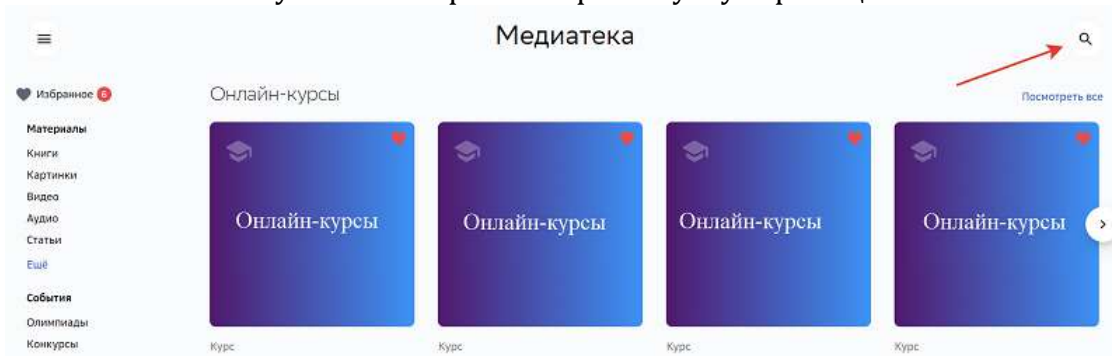 Медиатека
Избранное 6
Онлайн-курсы
Посмотреть все
Материалы
Книги
Картинки
Видео
Аудио
Статьи
Ещё
События
Олимпиады
Конкурсы
Онлайн-курсы
Онлайн-курсы
Онлайн-курсы
Онлайн-курсы
Курс
Курс
Курс
Курс